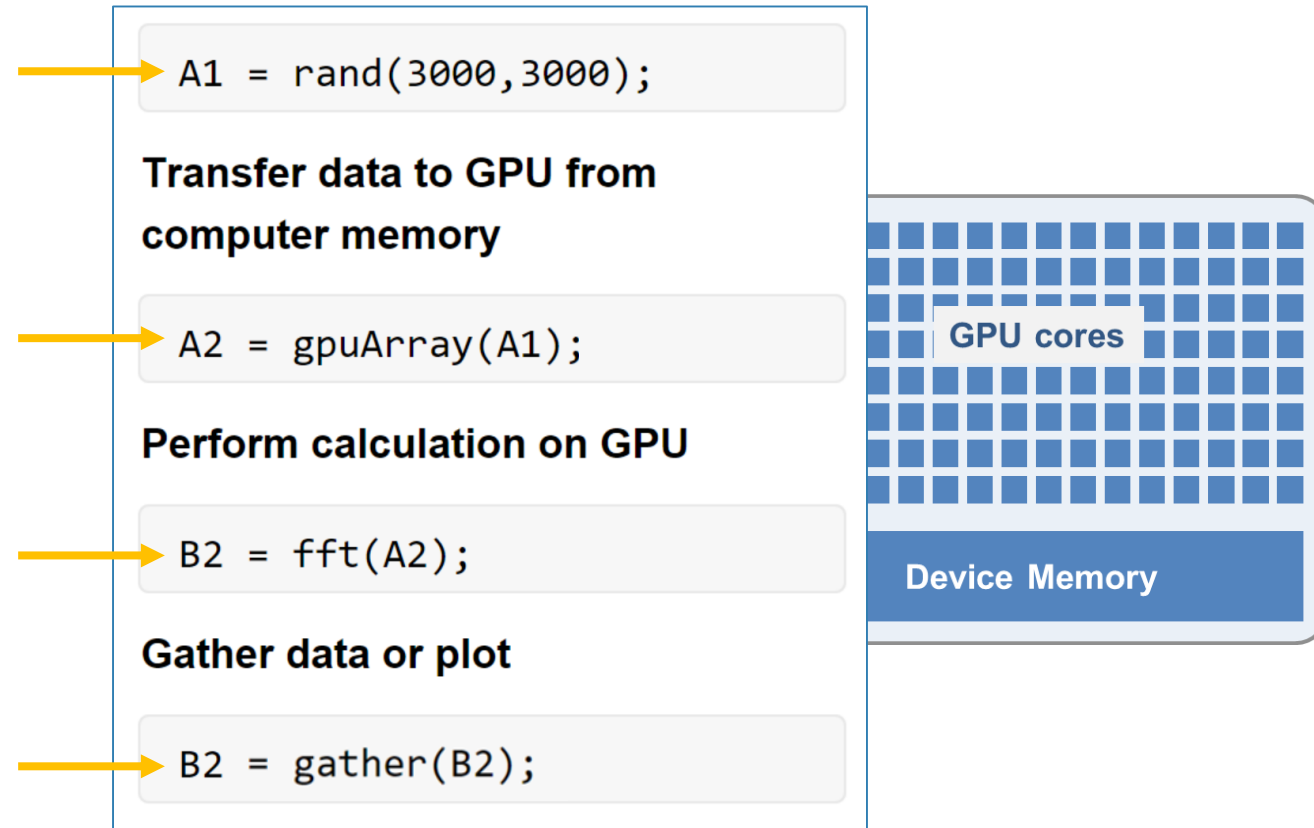 A1 = rand(3000,3000);
Transfer data to GPU from
computer memory
A2 = gpuArray(A1);
Perform calculation on GPU
B2 = fft(A2);
Gather data or plot
B2 = gather(B2);
GPU cores
Device Memory